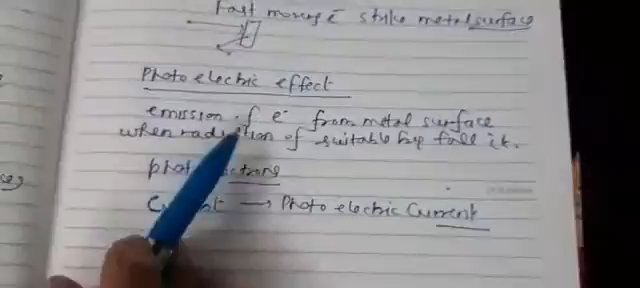 Fast moving e⁻ strike metal surface
Photo electric effect
emission of e⁻ from metal surface
when radiation of suitable fall it.
photo electrons
Current → Photo electric Current